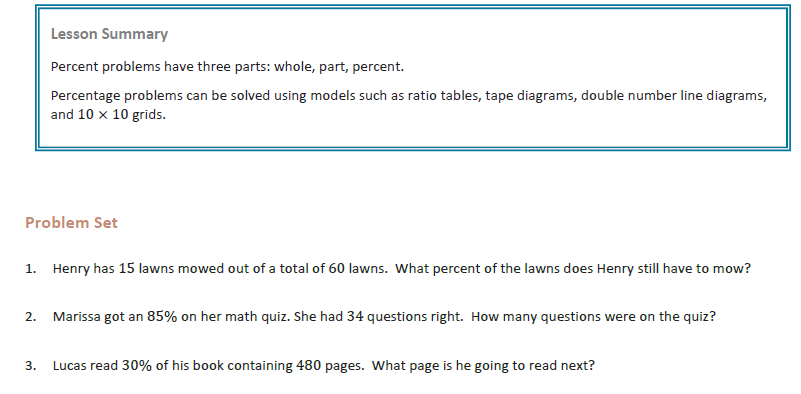 Lesson Summary
Percent problems have three parts: whole, part, percent.
Percentage problems can be solved using models such as ratio tables, tape diagrams, double number line diagrams,
and 10 × 10 grids.
Problem Set
1. Henry has 15 lawns mowed out of a total of 60 lawns. What percent of the lawns does Henry still have to mow?
2. Marissa got an 85% on her math quiz. She had 34 questions right. How many questions were on the quiz?
3. Lucas read 30% of his book containing 480 pages. What page is he going to read next?